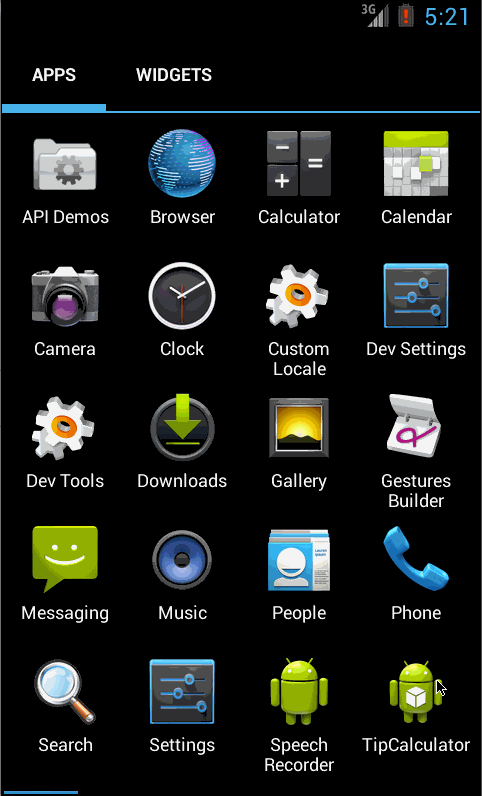 3G 5:21
APPS WIDGETS
API Demos Browser Calculator Calendar
Camera Clock Custom Locale Dev Settings
Dev Tools Downloads Gallery Gestures Builder
Messaging Music People Phone
Search Settings Speech Recorder TipCalculator